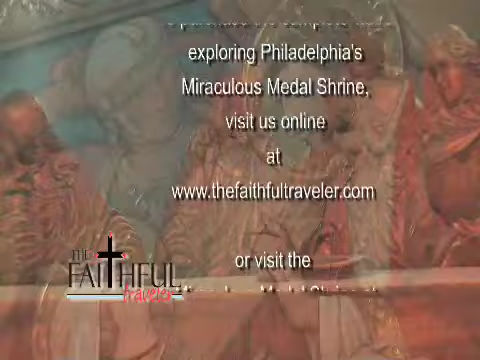 exploring Philadelphia's
Miraculous Medal Shrine,
visit us online
at
www.thefaithfultraveler.com
or visit the
THE
FAITHFUL
traveler